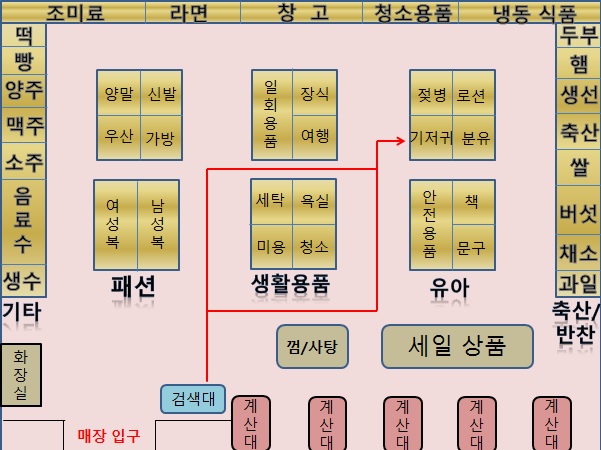 조미료 라면 창 고 청소용품 냉동 식품
떡
빵
양주
맥주
소주
음료수
생수
기타
양말 신발
우산 가방
여성복 남성복
패션
일회용품 장식
여행
세탁 욕실
미용 청소
생활용품
젖병 로션
기저귀 분유
안전용품 책
문구
유아
두부
햄
생선
축산
쌀
버섯
채소
과일
축산/
반찬
껌/사탕 세일 상품
화장실
검색대
매장 입구
계산대 계산대 계산대 계산대 계산대